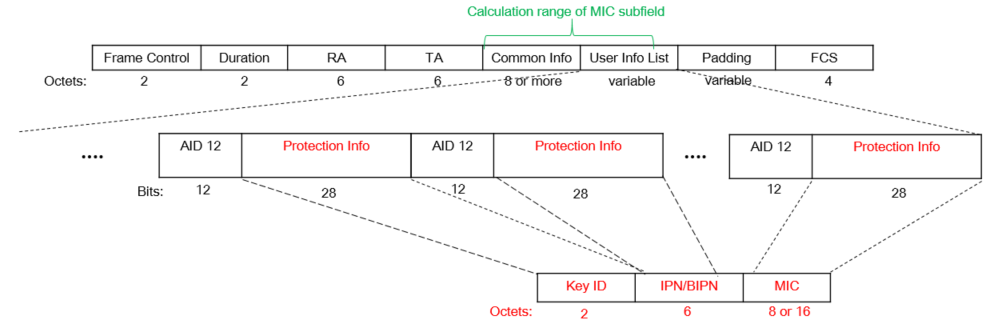 Calculation range of MIC subfield
Frame Control Duration RA TA Common Info User Info List Padding FCS
Octets: 2 2 6 6 8 or more variable variable 4
.... AID 12 Protection Info AID 12 Protection Info .... AID 12 Protection Info
Bits: 12 28 12 28 12 28
Key ID IPN/BIPN MIC
Octets: 2 6 8 or 16